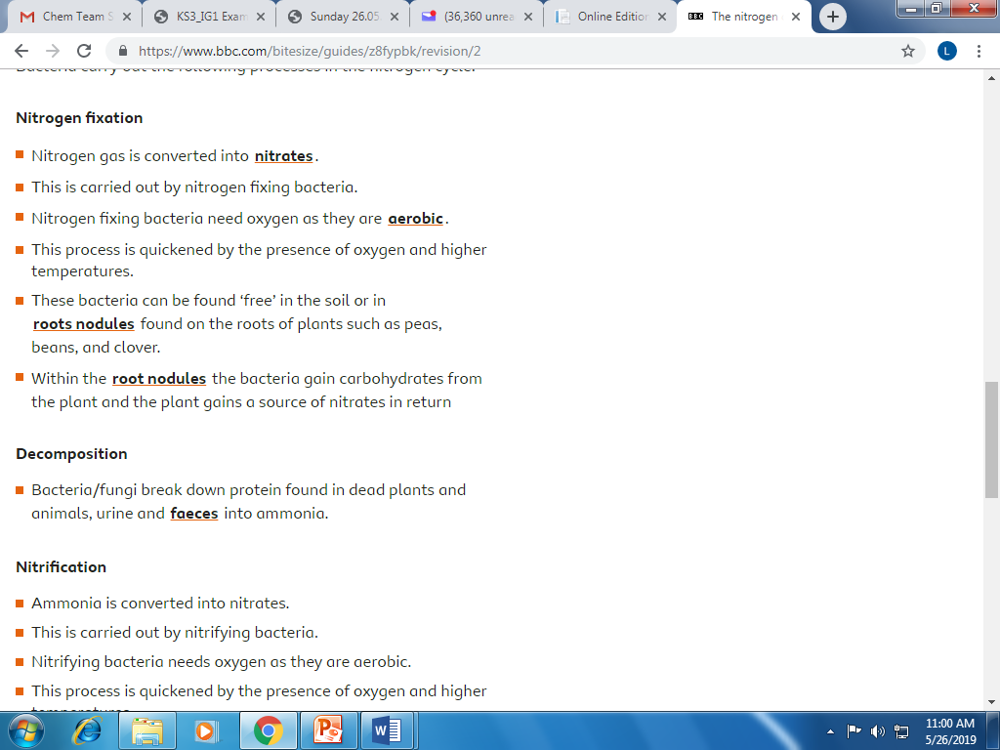 Chem Team S
KS3_IG1 Exam
Sunday 26.05
(36,360 unrea
Online Edition
BBC
The nitrogen
https://www.bbc.com/bitesize/guides/z8fypbk/revision/2
L
Bacteria carry out the following processes in the nitrogen cycle:
Nitrogen fixation
Nitrogen gas is converted into nitrates.
This is carried out by nitrogen fixing bacteria.
Nitrogen fixing bacteria need oxygen as they are aerobic.
This process is quickened by the presence of oxygen and higher
temperatures.
These bacteria can be found ‘free’ in the soil or in
roots nodules found on the roots of plants such as peas,
beans, and clover.
Within the root nodules the bacteria gain carbohydrates from
the plant and the plant gains a source of nitrates in return
Decomposition
Bacteria/fungi break down protein found in dead plants and
animals, urine and faeces into ammonia.
Nitrification
Ammonia is converted into nitrates.
This is carried out by nitrifying bacteria.
Nitrifying bacteria needs oxygen as they are aerobic.
This process is quickened by the presence of oxygen and higher
temperatures.
11:00 AM
5/26/2019